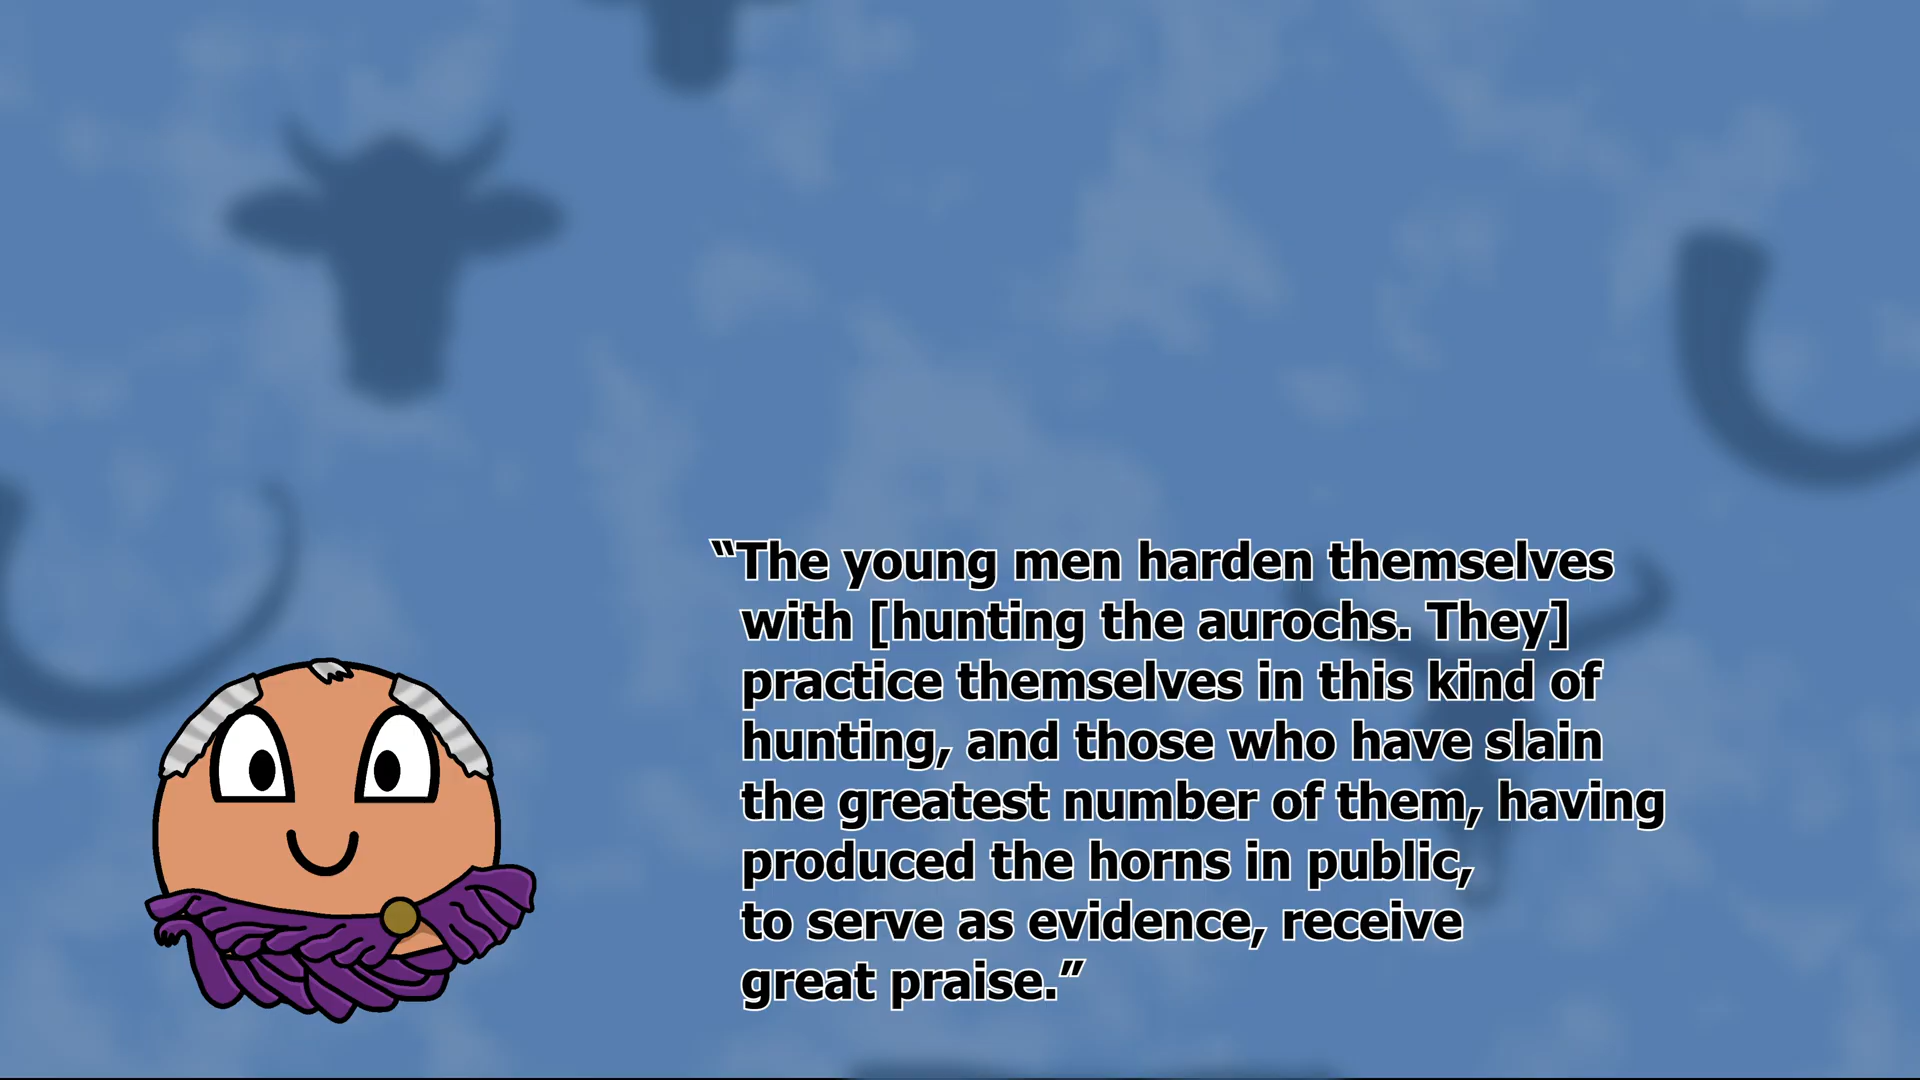 “The young men harden themselves
with [hunting the aurochs. They]
practice themselves in this kind of
hunting, and those who have slain
the greatest number of them, having
produced the horns in public,
to serve as evidence, receive
great praise.”